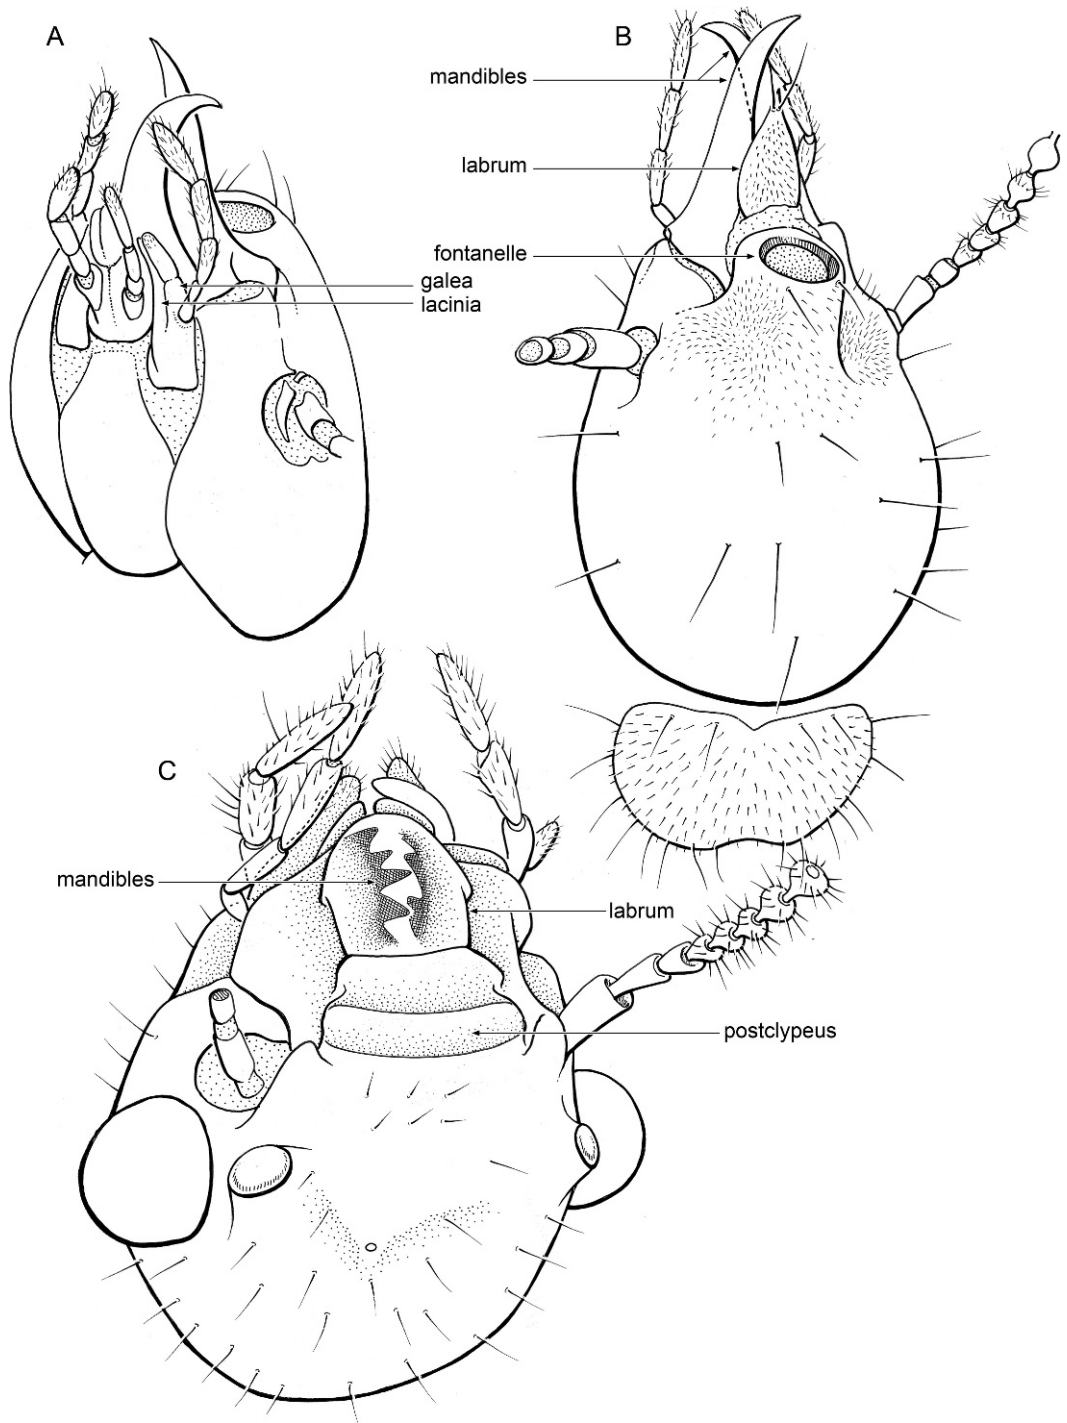 A
B
mandibles
labrum
fontanelle
galea
lacinia
C
mandibles
labrum
postclypeus